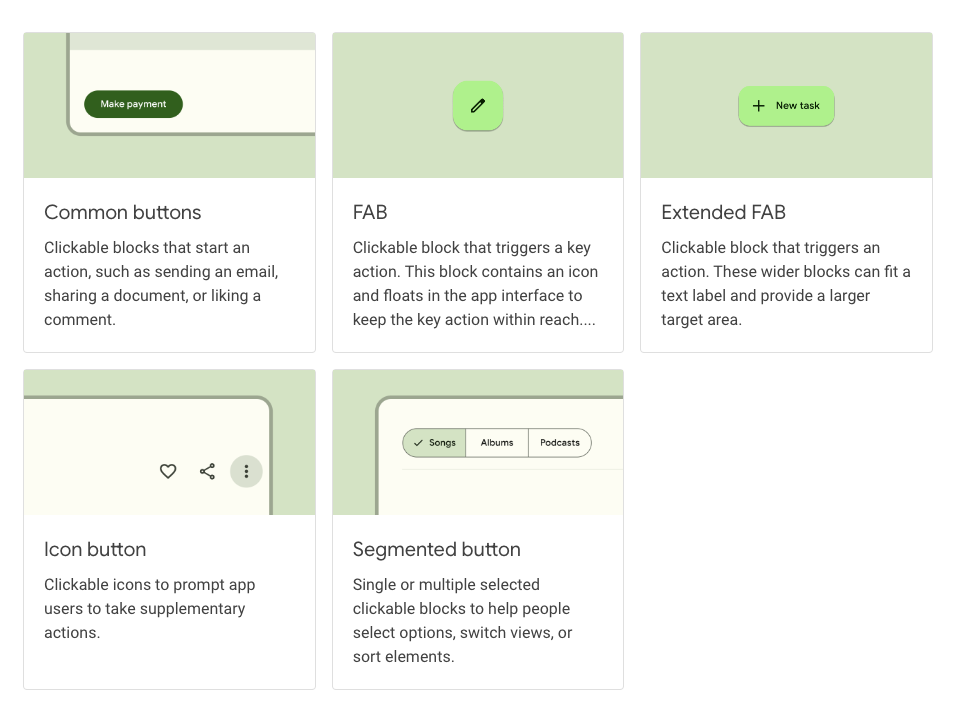 Make payment
New task
Common buttons
Clickable blocks that start an
action, such as sending an email,
sharing a document, or liking a
comment.
FAB
Clickable block that triggers a key
action. This block contains an icon
and floats in the app interface to
keep the key action within reach....
Extended FAB
Clickable block that triggers an
action. These wider blocks can fit a
text label and provide a larger
target area.
Songs
Albums
Podcasts
Icon button
Clickable icons to prompt app
users to take supplementary
actions.
Segmented button
Single or multiple selected
clickable blocks to help people
select options, switch views, or
sort elements.